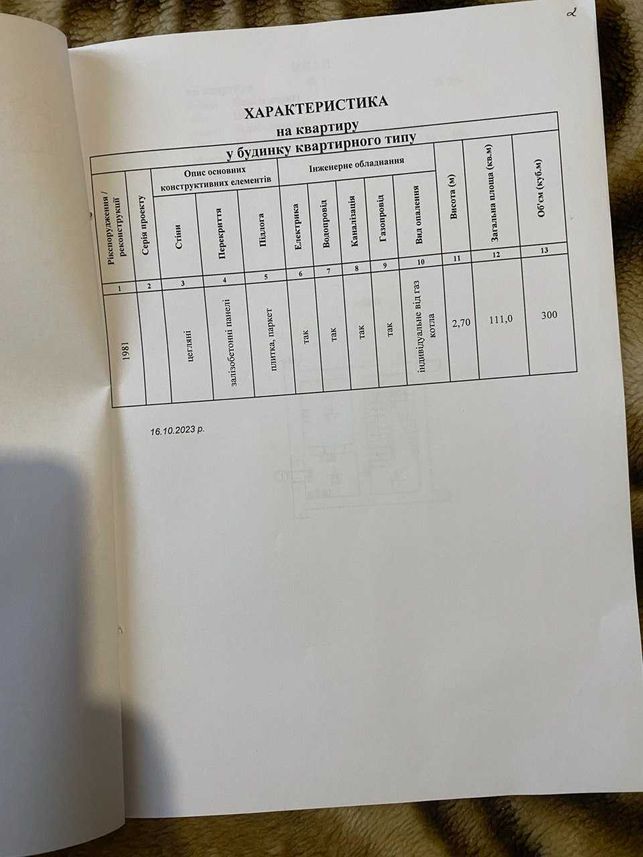 2
ХАРАКТЕРИСТИКА
на квартиру
у будинку квартирного типу
Рікспорудження /
реконструкції
Серія проекту
Опис основних
конструктивних елементів
Інженерне обладнання
Стіни
Перекриття
Підлога
Електрика
Водопровід
Каналізація
Газопровід
Вид опалення
Висота (м)
Загальна площа (кв.м)
Об'єм (куб.м)
1 2 3 4 5 6 7 8 9 10 11 12 13
1981
цегляні
залізобетонні панелі
плитка, паркет
так
так
так
так
індивідуальне від газ
котла
2,70
111,0
300
16.10.2023 р.